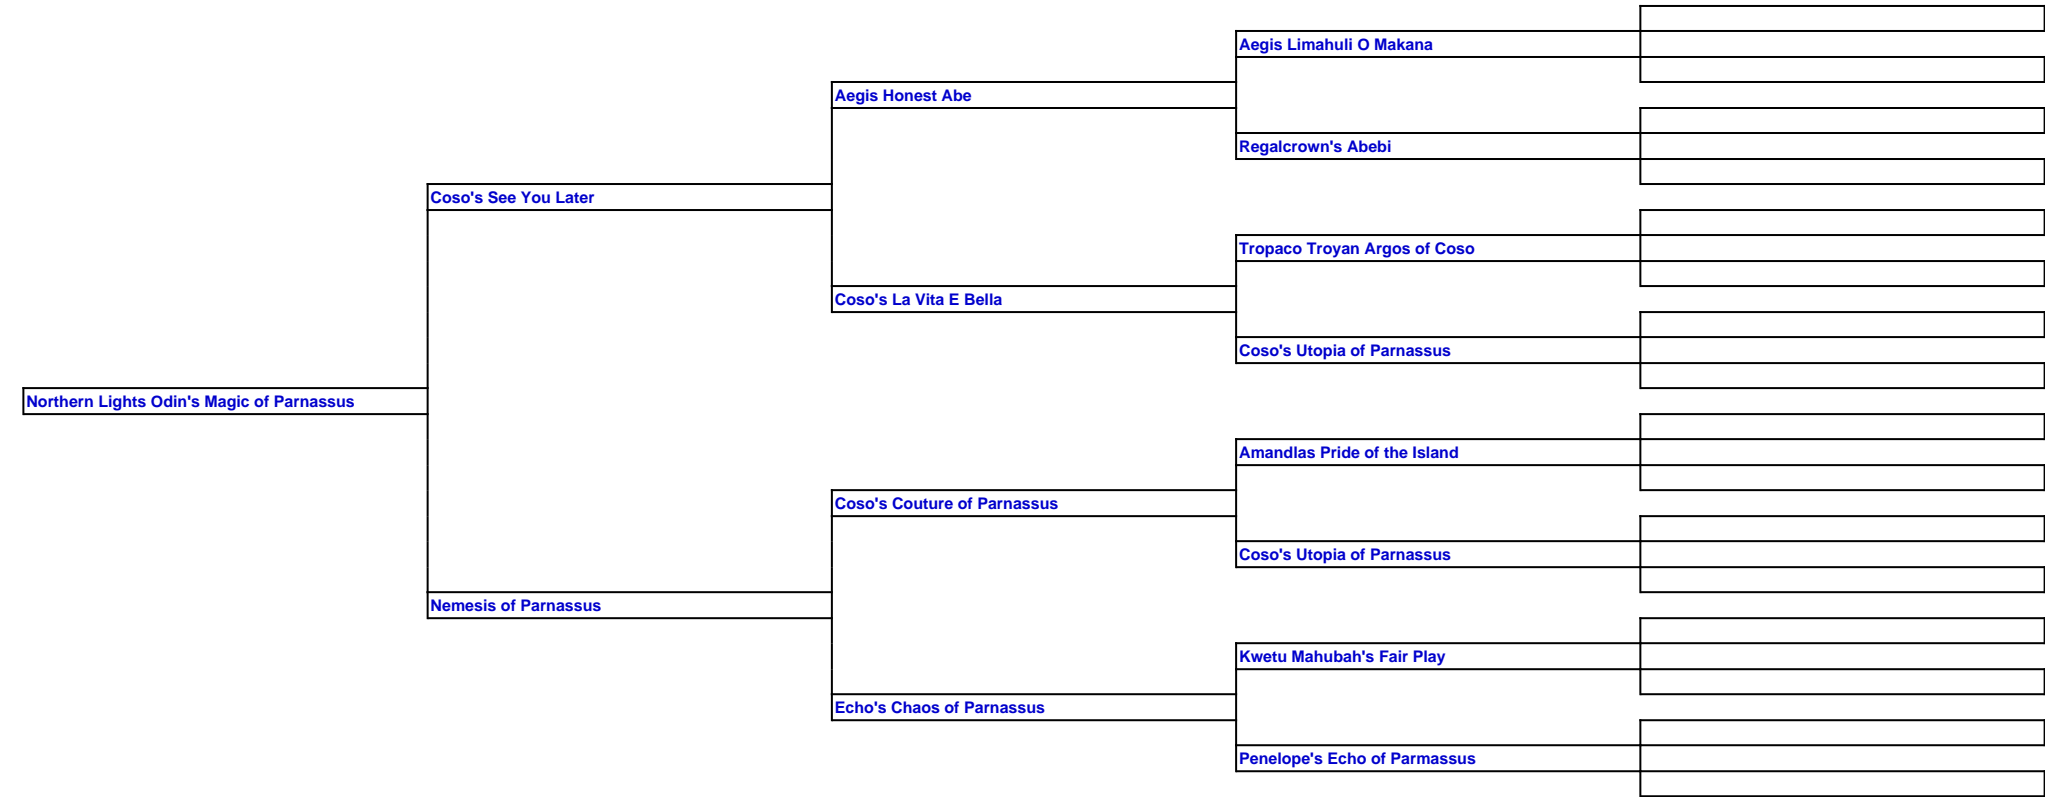 Aegis Limahuli O Makana
Aegis Honest Abe
Regalcrown's Abebi
Coso's See You Later
Tropaco Troyan Argos of Coso
Coso's La Vita E Bella
Coso's Utopia of Parnassus
Northern Lights Odin's Magic of Parnassus
Amandlas Pride of the Island
Coso's Couture of Parnassus
Coso's Utopia of Parnassus
Nemesis of Parnassus
Kwetu Mahubah's Fair Play
Echo's Chaos of Parnassus
Penelope's Echo of Parmassus